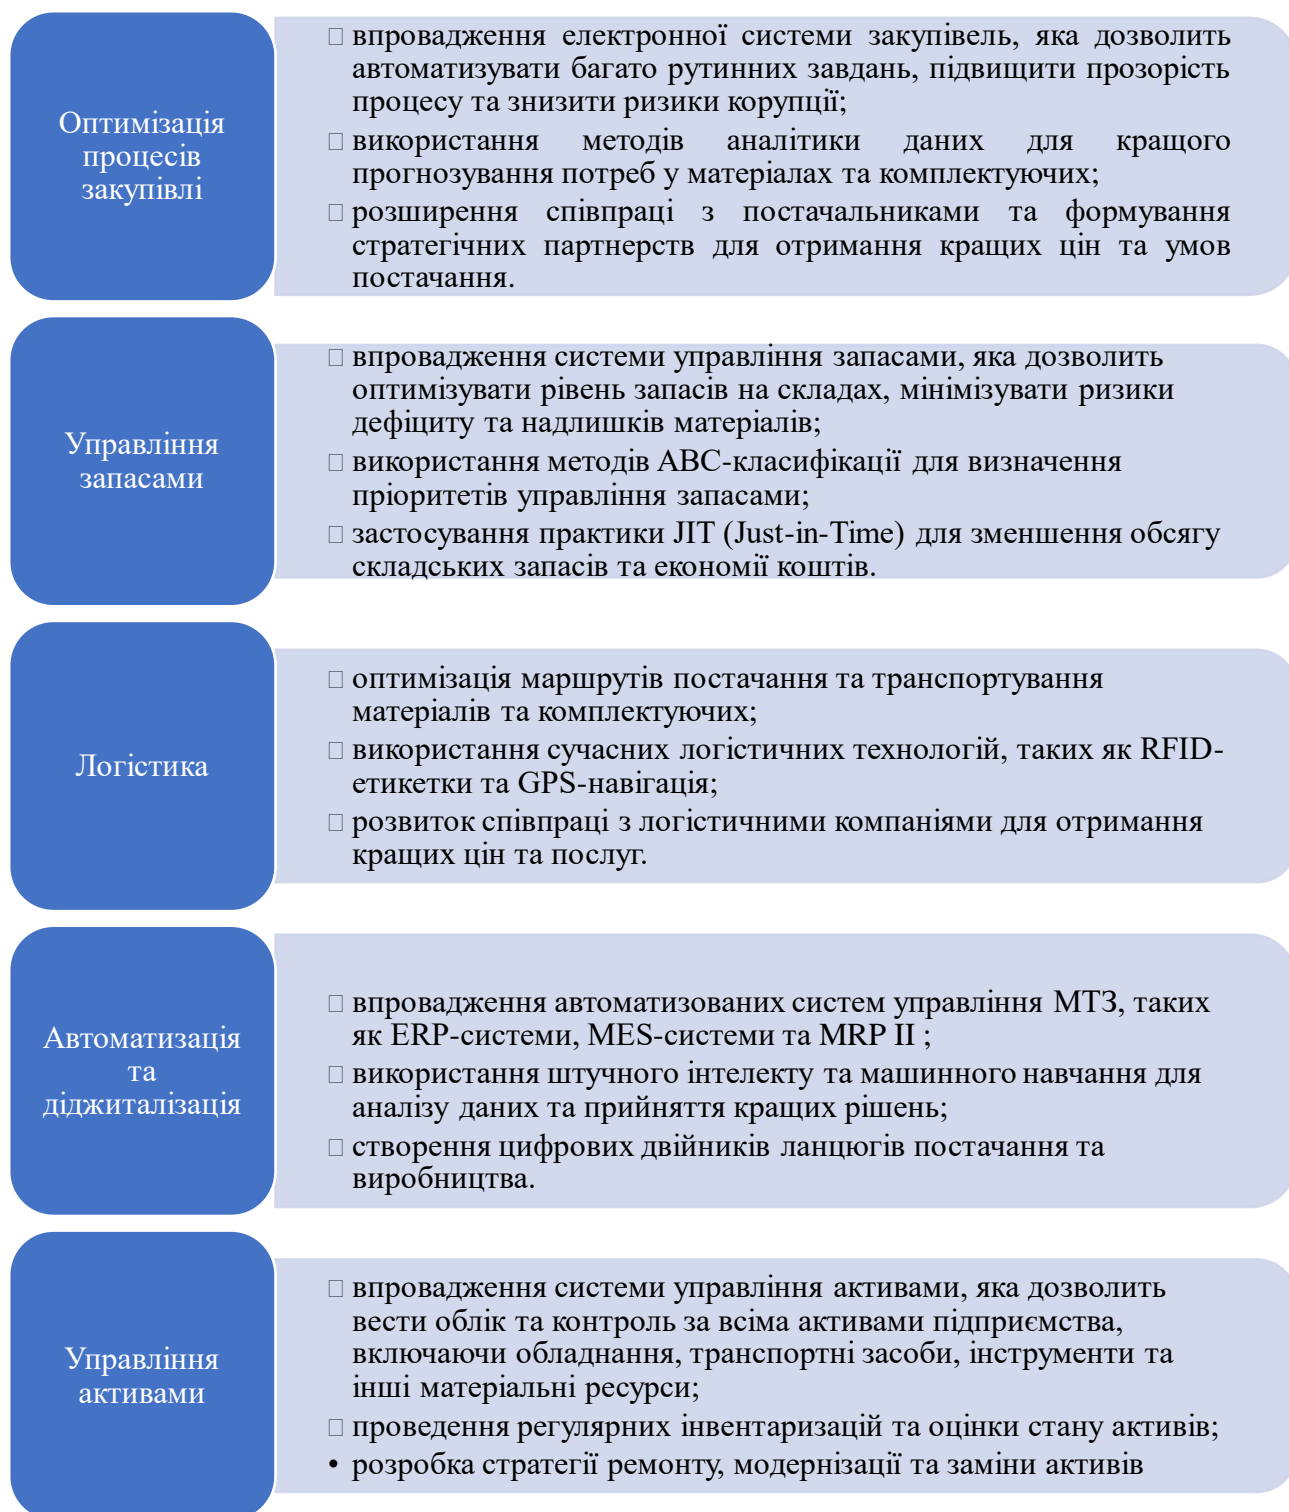 Оптимізація
процесів
закупівлі
впровадження електронної системи закупівель, яка дозволить
автоматизувати багато рутинних завдань, підвищити прозорість
процесу та знизити ризики корупції;
використання методів аналітики даних для кращого
прогнозування потреб у матеріалах та комплектуючих;
розширення співпраці з постачальниками та формування
стратегічних партнерств для отримання кращих цін та умов
постачання.
Управління
запасами
впровадження системи управління запасами, яка дозволить
оптимізувати рівень запасів на складах, мінімізувати ризики
дефіциту та надлишків матеріалів;
використання методів ABC-класифікації для визначення
пріоритетів управління запасами;
застосування практики JIT (Just-in-Time) для зменшення обсягу
складських запасів та економії коштів.
Логістика
оптимізація маршрутів постачання та транспортування
матеріалів та комплектуючих;
використання сучасних логістичних технологій, таких як RFID-
етикетки та GPS-навігація;
розвиток співпраці з логістичними компаніями для отримання
кращих цін та послуг.
Автоматизація
та
діджиталізація
впровадження автоматизованих систем управління МТЗ, таких
як ERP-системи, MES-системи та MRP II ;
використання штучного інтелекту та машинного навчання для
аналізу даних та прийняття кращих рішень;
створення цифрових двійників ланцюгів постачання та
виробництва.
Управління
активами
впровадження системи управління активами, яка дозволить
вести облік та контроль за всіма активами підприємства,
включаючи обладнання, транспортні засоби, інструменти та
інші матеріальні ресурси;
проведення регулярних інвентаризацій та оцінки стану активів;
• розробка стратегії ремонту, модернізації та заміни активів